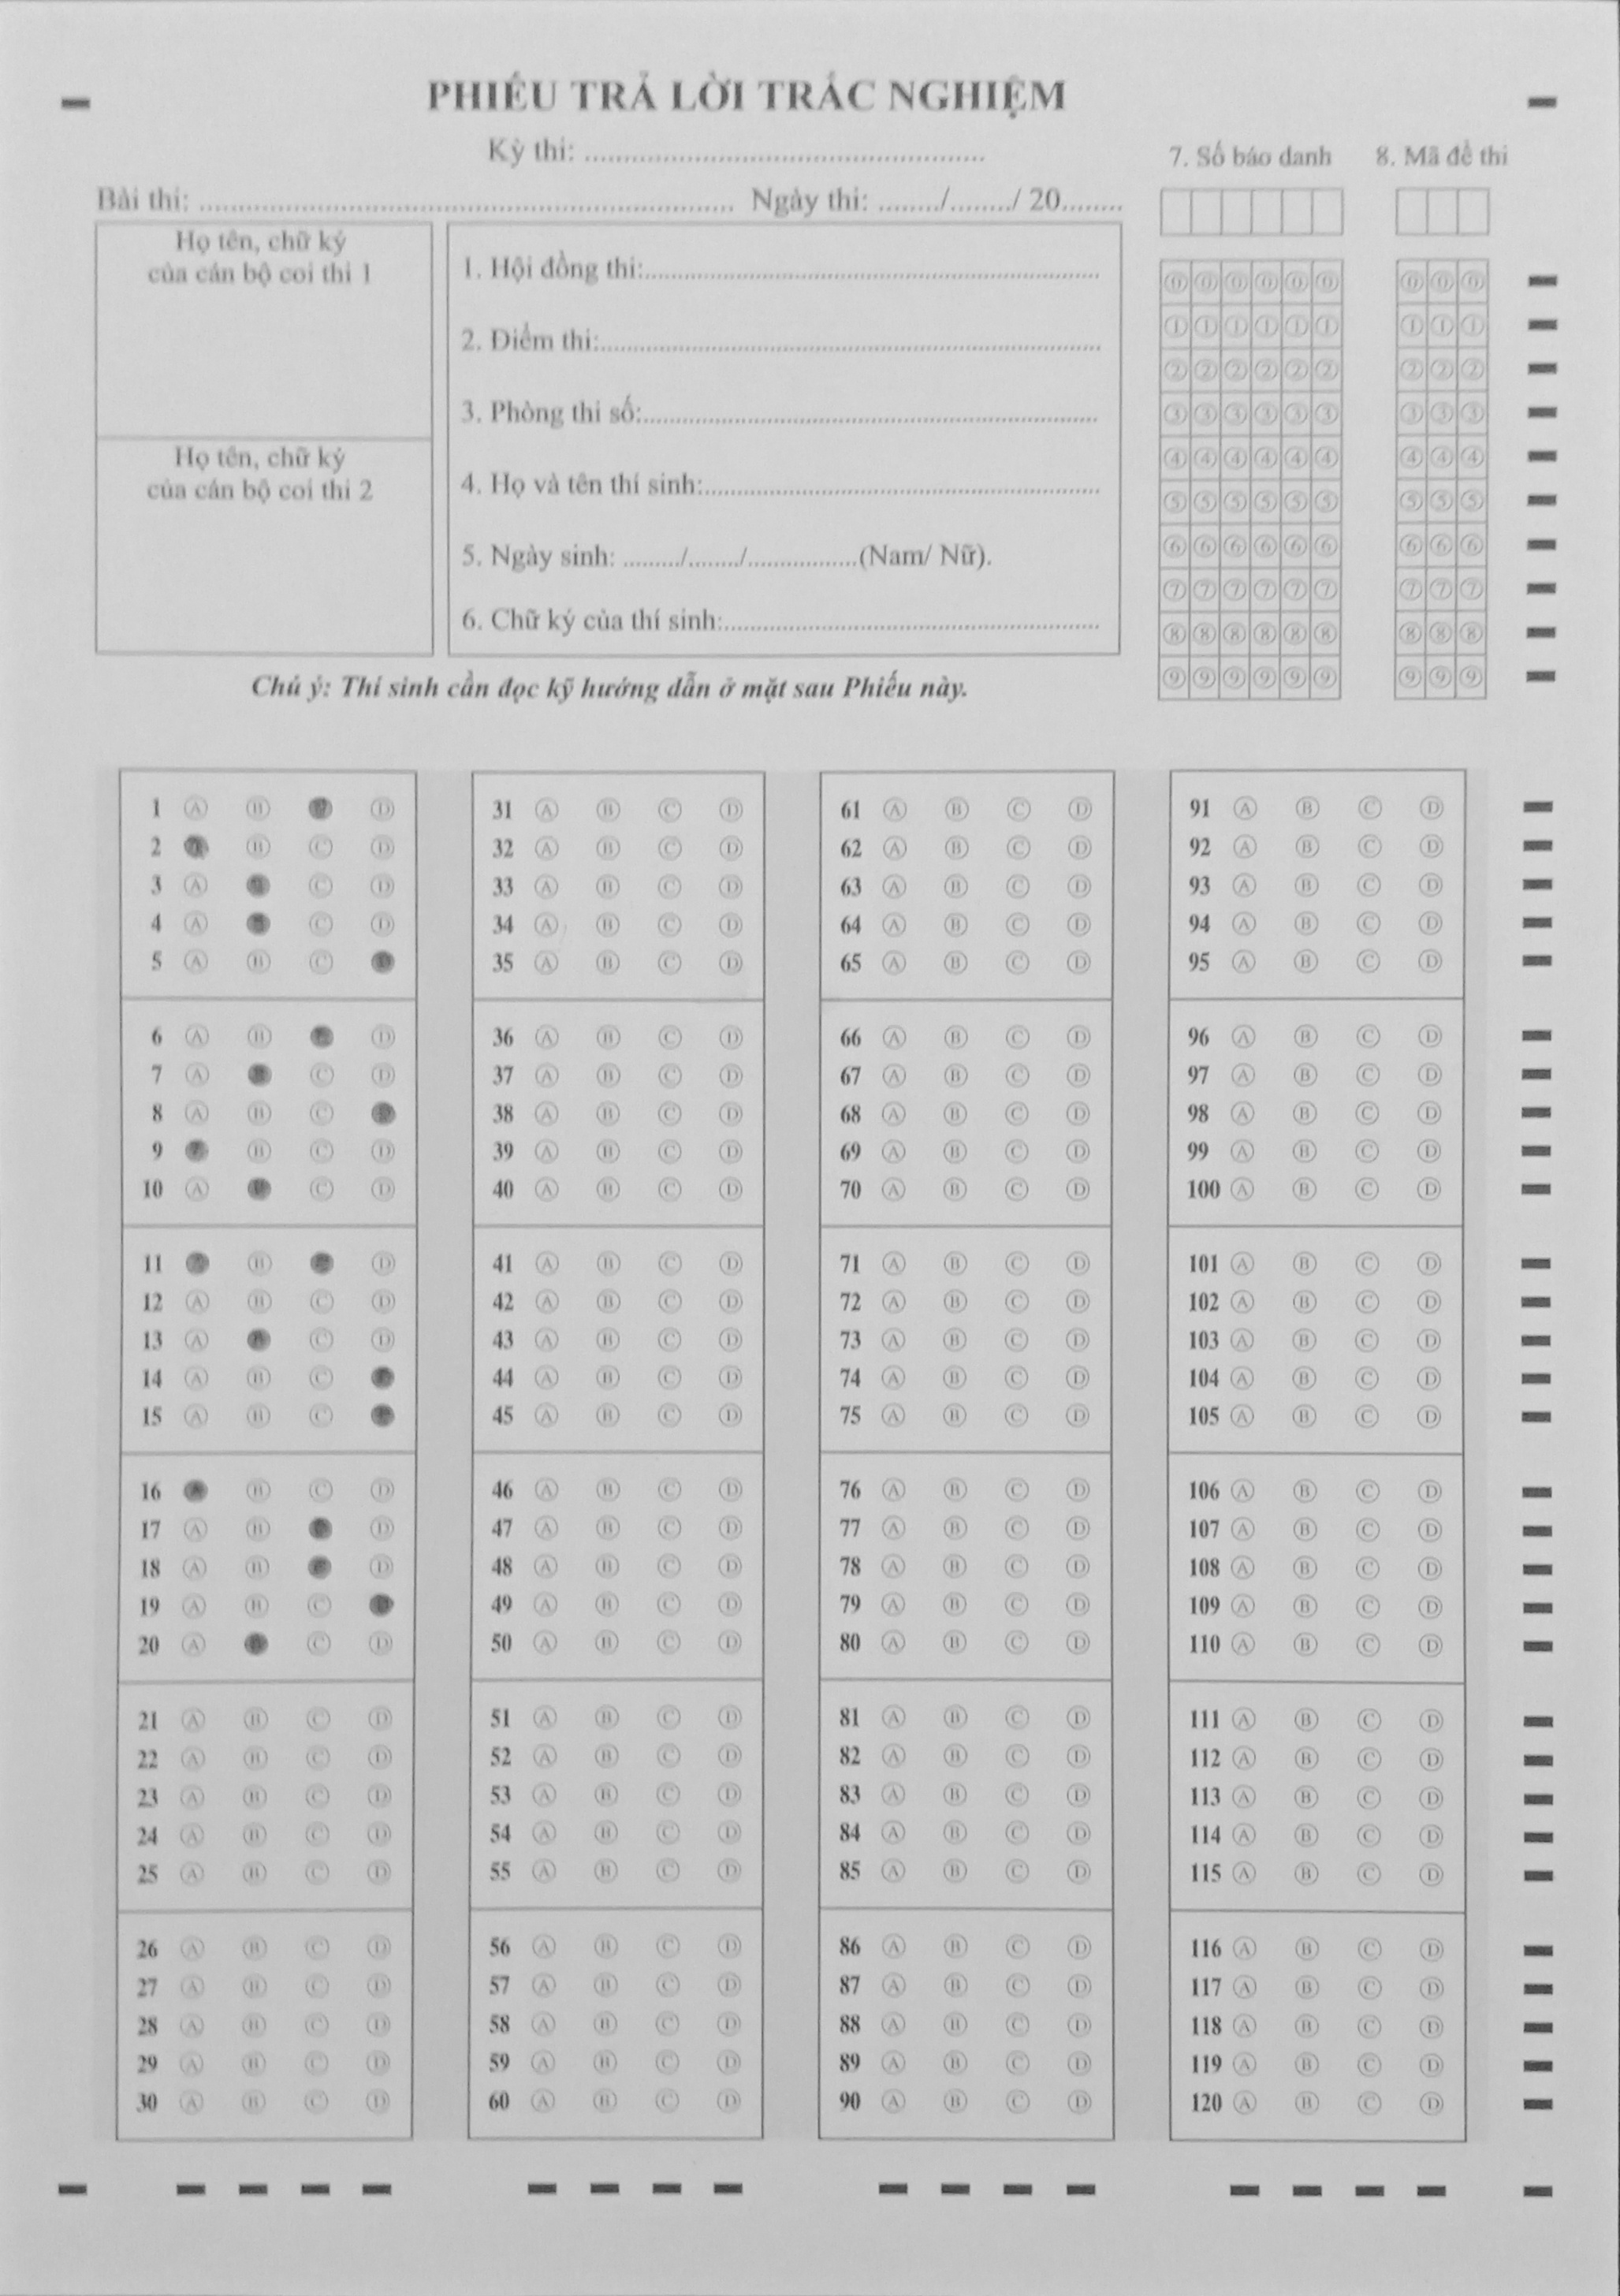 PHIẾU TRẢ LỜI TRẮC NGHIỆM
Kỳ thi: ....................................................
Bài thi: ..................................................................... Ngày thi: ......../......../ 20........
7. Số báo danh
8. Mã đề thi
Họ tên, chữ ký
của cán bộ coi thi 1
Họ tên, chữ ký
của cán bộ coi thi 2
1. Hội đồng thi:...........................................................
2. Điểm thi:.................................................................
3. Phòng thi số:...........................................................
4. Họ và tên thí sinh:...................................................
5. Ngày sinh: ......../......./...............(Nam/ Nữ).
6. Chữ ký của thí sinh:................................................
0 0 0 0 0 0 0 0 0
1 1 1 1 1 1 1 1 1
2 2 2 2 2 2 2 2 2
3 3 3 3 3 3 3 3 3
4 4 4 4 4 4 4 4 4
5 5 5 5 5 5 5 5 5
6 6 6 6 6 6 6 6 6
7 7 7 7 7 7 7 7 7
8 8 8 8 8 8 8 8 8
9 9 9 9 9 9 9 9 9
Chú ý: Thí sinh cần đọc kỹ hướng dẫn ở mặt sau Phiếu này.
1 A B D
2 B C D
3 A C D
4 A C D
5 A B C
6 A B D
7 A C D
8 A B C
9 B C D
10 A C D
11 B D
12 A B C D
13 A C D
14 A B C
15 A B C
16 B C D
17 A B D
18 A B D
19 A B C
20 A C D
21 A B C D
22 A B C D
23 A B C D
24 A B C D
25 A B C D
26 A B C D
27 A B C D
28 A B C D
29 A B C D
30 A B C D
31 A B C D
32 A B C D
33 A B C D
34 A B C D
35 A B C D
36 A B C D
37 A B C D
38 A B C D
39 A B C D
40 A B C D
41 A B C D
42 A B C D
43 A B C D
44 A B C D
45 A B C D
46 A B C D
47 A B C D
48 A B C D
49 A B C D
50 A B C D
51 A B C D
52 A B C D
53 A B C D
54 A B C D
55 A B C D
56 A B C D
57 A B C D
58 A B C D
59 A B C D
60 A B C D
61 A B C D
62 A B C D
63 A B C D
64 A B C D
65 A B C D
66 A B C D
67 A B C D
68 A B C D
69 A B C D
70 A B C D
71 A B C D
72 A B C D
73 A B C D
74 A B C D
75 A B C D
76 A B C D
77 A B C D
78 A B C D
79 A B C D
80 A B C D
81 A B C D
82 A B C D
83 A B C D
84 A B C D
85 A B C D
86 A B C D
87 A B C D
88 A B C D
89 A B C D
90 A B C D
91 A B C D
92 A B C D
93 A B C D
94 A B C D
95 A B C D
96 A B C D
97 A B C D
98 A B C D
99 A B C D
100 A B C D
101 A B C D
102 A B C D
103 A B C D
104 A B C D
105 A B C D
106 A B C D
107 A B C D
108 A B C D
109 A B C D
110 A B C D
111 A B C D
112 A B C D
113 A B C D
114 A B C D
115 A B C D
116 A B C D
117 A B C D
118 A B C D
119 A B C D
120 A B C D